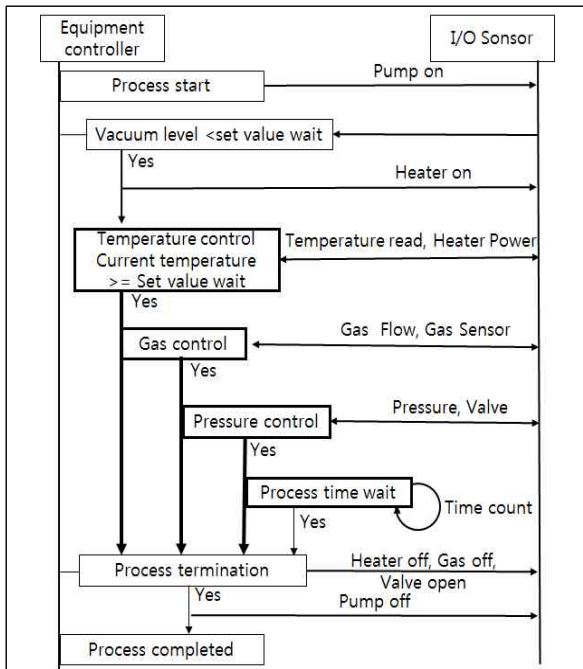 Equipment
controller
I/O Sonsor
Process start
Pump on
Vacuum level <set value wait
Yes
Heater on
Temperature control
Current temperature
>= Set value wait
Temperature read, Heater Power
Yes
Gas control
Gas Flow, Gas Sensor
Yes
Pressure control
Pressure, Valve
Yes
Process time wait
Time count
Yes
Process termination
Heater off, Gas off,
Valve open
Yes
Pump off
Process completed